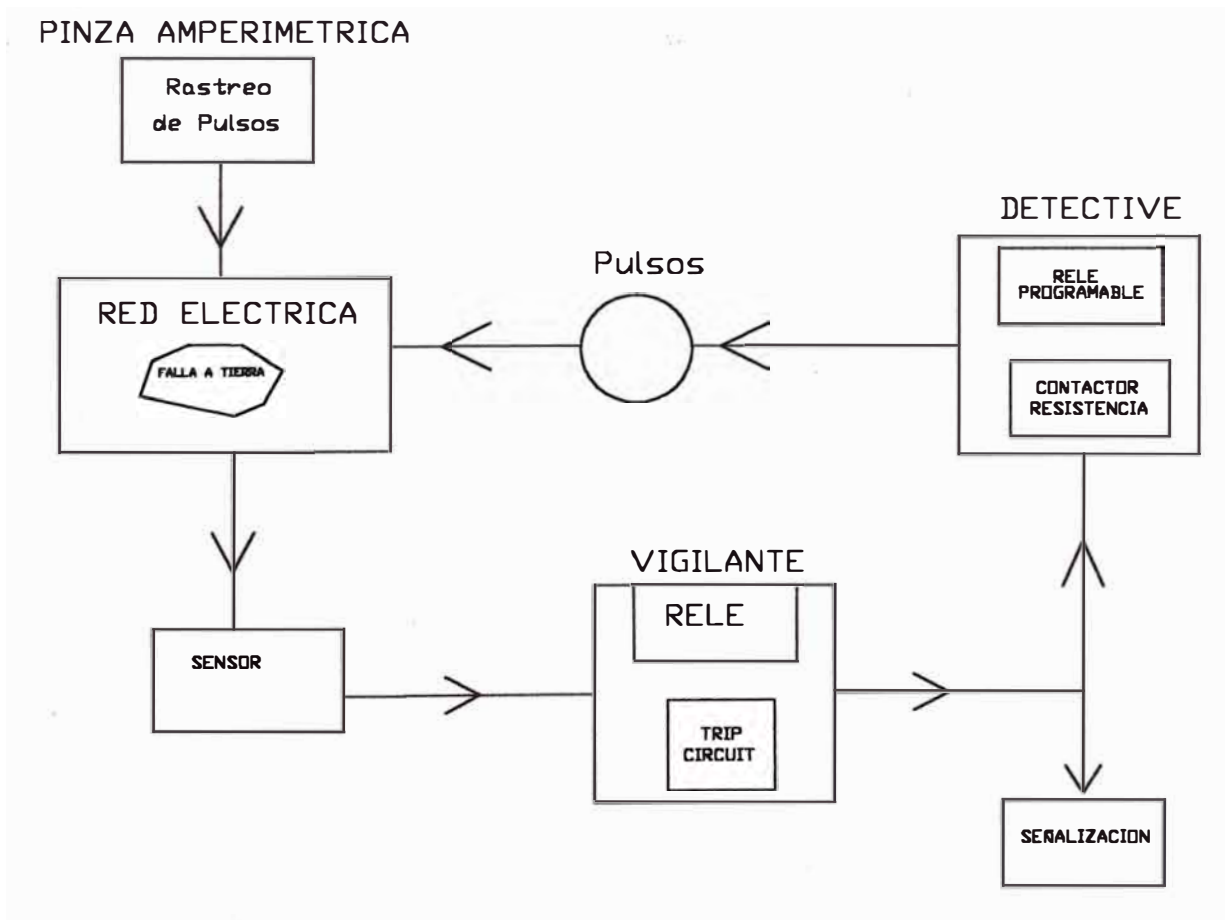 PINZA AMPERIMETRICA
Rastreo
de Pulsos
DETECTIVE
RELE
PROGRAMABLE
CONTACTOR
RESISTENCIA
Pulsos
RED ELECTRICA
FALLA A TIERRA
VIGILANTE
RELE
TRIP
CIRCUIT
SENSOR
SEÑALIZACION